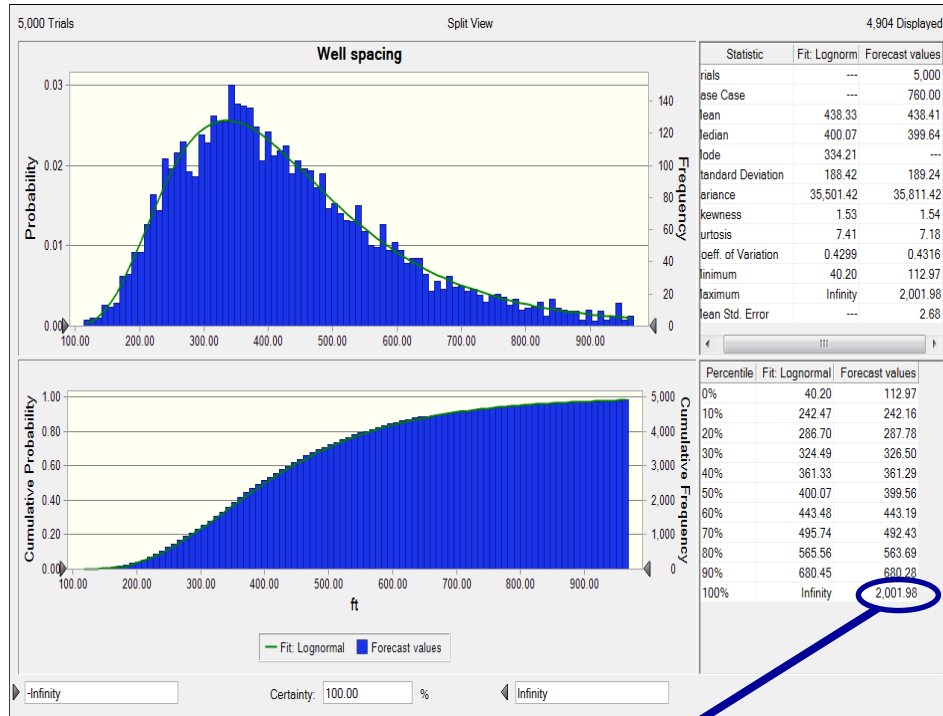 5,000 Trials Split View 4,904 Displayed
Well spacing
Probability
0.03
0.02
0.01
0.00
140
120
100
80
60
40
20
0
Frequency
100.00 200.00 300.00 400.00 500.00 600.00 700.00 800.00 900.00
Statistic Fit: Lognorm Forecast values
rials --- 5,000
ase Case --- 760.00
lean 438.33 438.41
ledian 400.07 399.64
lode 334.21 ---
tandard Deviation 188.42 189.24
ariance 35,501.42 35,811.42
kewness 1.53 1.54
urtosis 7.41 7.18
oeff. of Variation 0.4299 0.4316
linimum 40.20 112.97
laximum Infinity 2,001.98
lean Std. Error --- 2.68
Cumulative Probability
1.00
0.80
0.60
0.40
0.20
0.00
5,000
4,000
3,000
2,000
1,000
0
Cumulative Frequency
100.00 200.00 300.00 400.00 500.00 600.00 700.00 800.00 900.00
ft
Fit: Lognormal Forecast values
Percentile Fit: Lognormal Forecast values
0% 40.20 112.97
10% 242.47 242.16
20% 286.70 287.78
30% 324.49 326.50
40% 361.33 361.29
50% 400.07 399.56
60% 443.48 443.19
70% 495.74 492.43
80% 565.56 563.69
90% 680.45 680.28
100% Infinity 2,001.98
-Infinity Certainty: 100.00 % Infinity